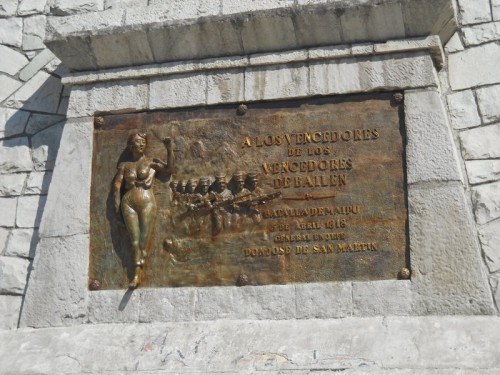 A LOS VENCEDORES
DE LOS
VENCEDORES
DE BAILEN
BATALLA DE MAIPU
5 DE ABRIL 1818
GENERAL EN JEFE
DON JOSE DE SAN MARTIN